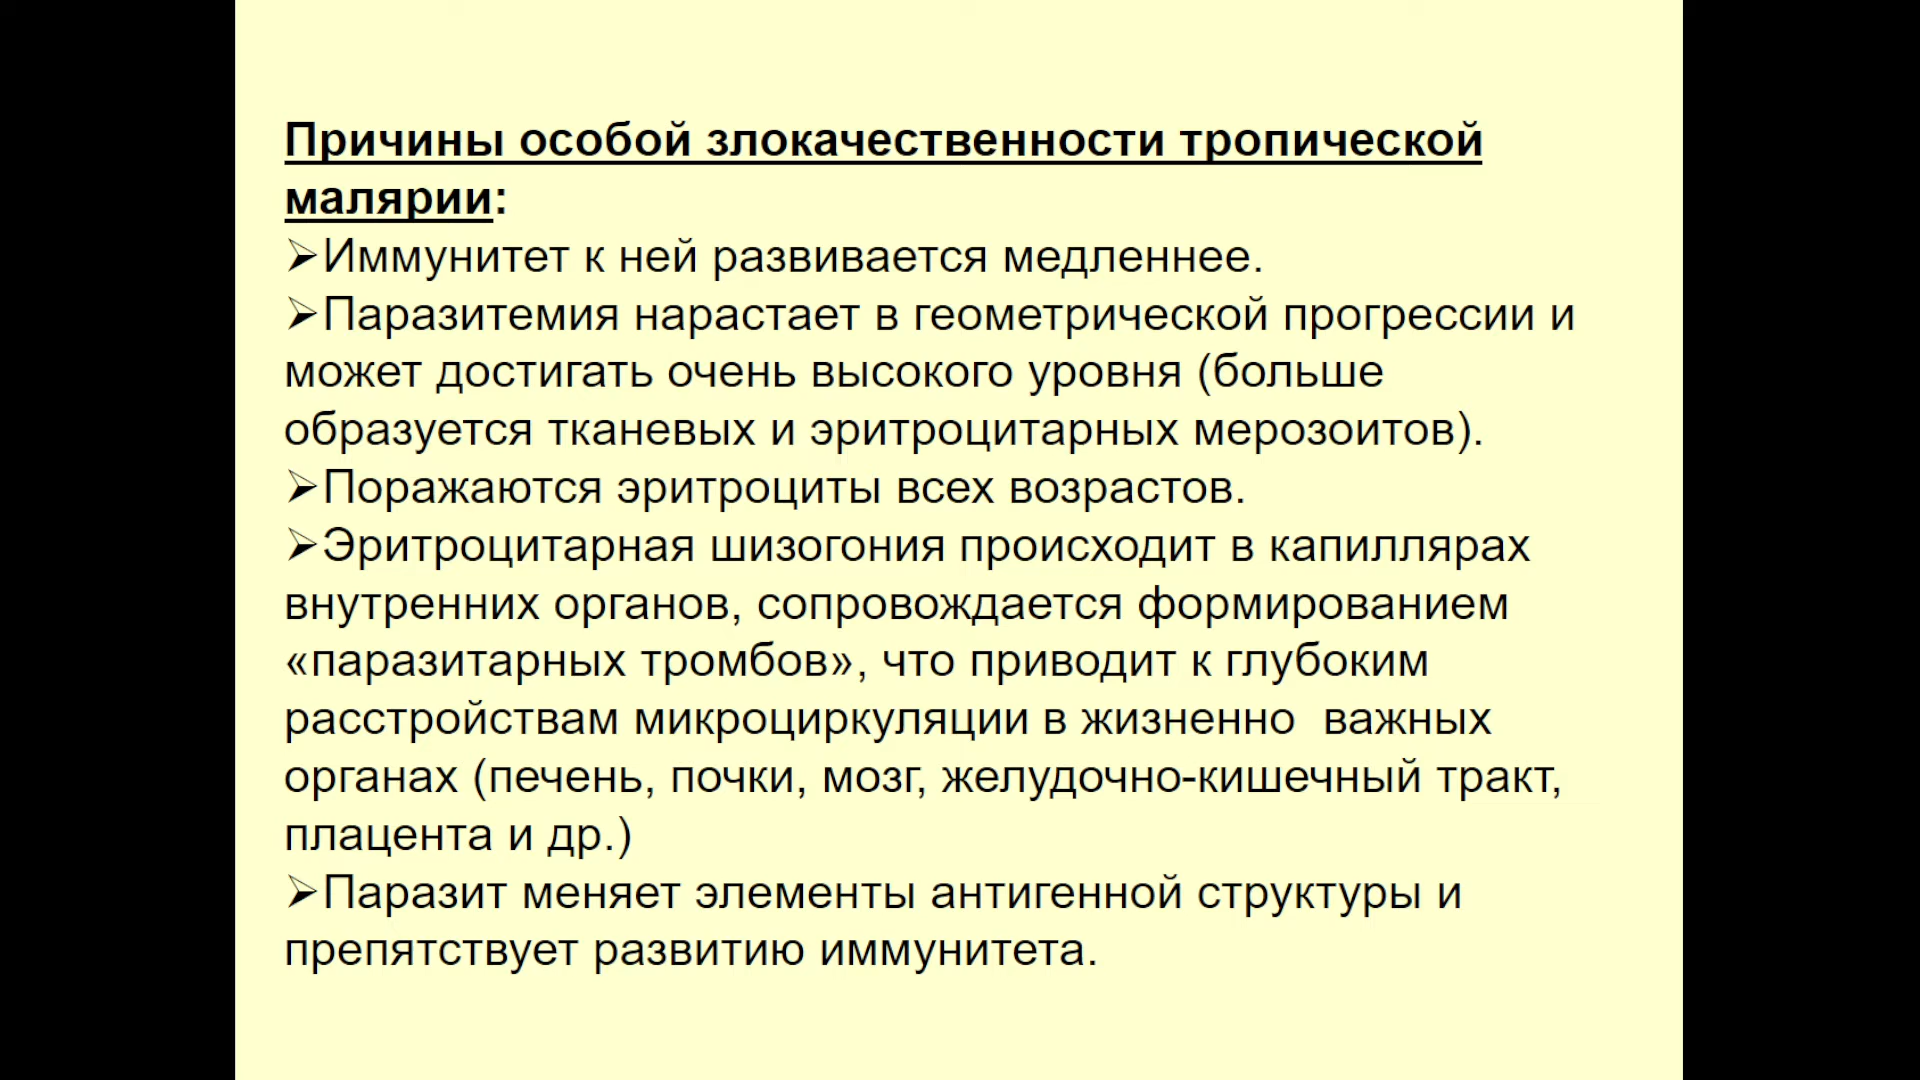 Причины особой злокачественности тропической
малярии:
➢Иммунитет к ней развивается медленнее.
➢Паразитемия нарастает в геометрической прогрессии и
может достигать очень высокого уровня (больше
образуется тканевых и эритроцитарных мерозоитов).
➢Поражаются эритроциты всех возрастов.
➢Эритроцитарная шизогония происходит в капиллярах
внутренних органов, сопровождается формированием
«паразитарных тромбов», что приводит к глубоким
расстройствам микроциркуляции в жизненно  важных
органах (печень, почки, мозг, желудочно-кишечный тракт,
плацента и др.)
➢Паразит меняет элементы антигенной структуры и
препятствует развитию иммунитета.